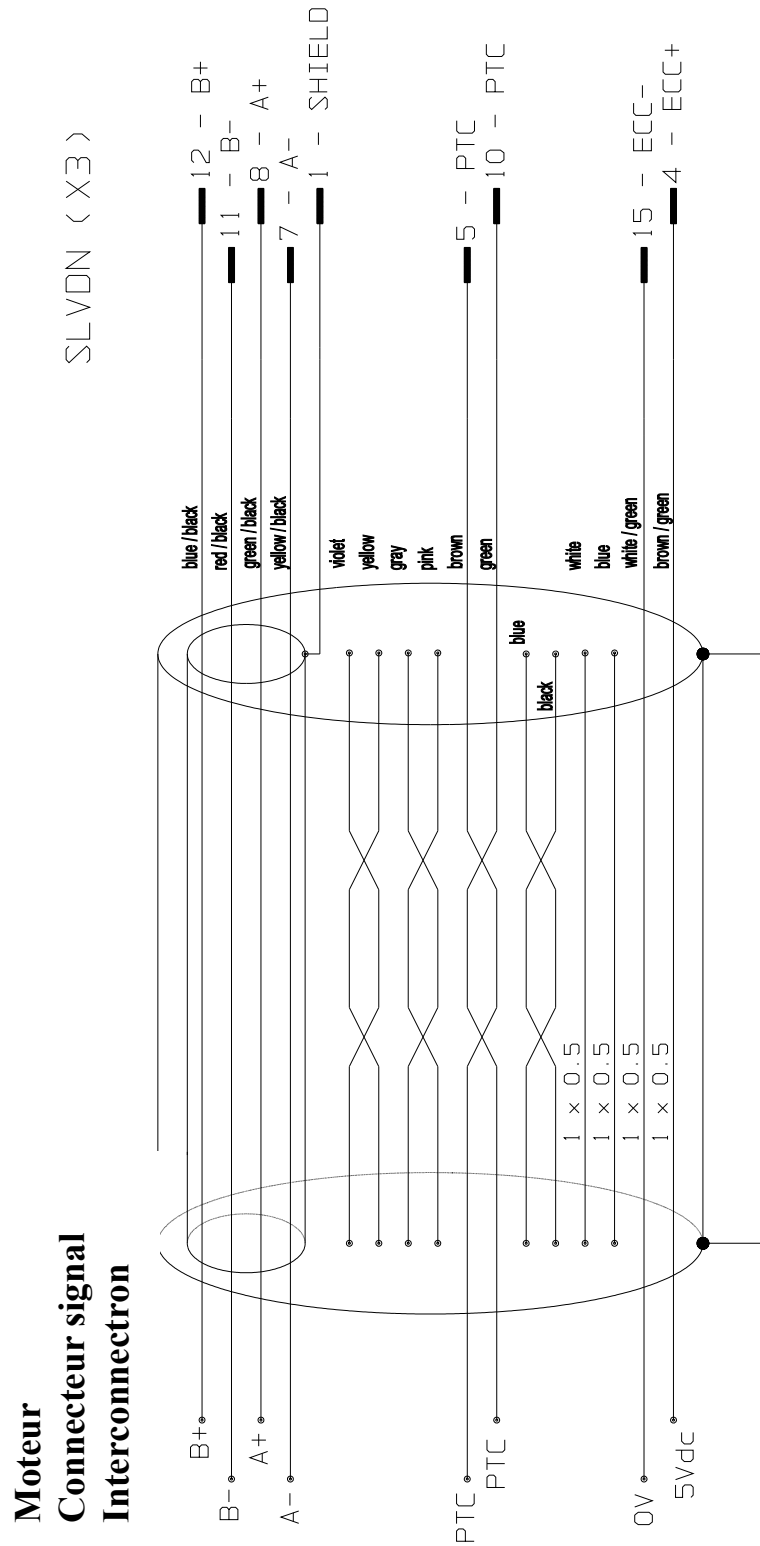 Moteur
Connecteur signal
Interconnectron
SLVDN (X3)
B+
B-
A+
A-
PTC
PTC
0V
5Vdc
1 x 0.5
1 x 0.5
1 x 0.5
1 x 0.5
blue / black
red / black
green / black
yellow / black
violet
yellow
gray
pink
brown
green
blue
black
white
blue
white / green
brown / green
12 - B+
11 - B-
8 - A+
7 - A-
1 - SHIELD
5 - PTC
10 - PTC
15 - ECC-
4 - ECC+